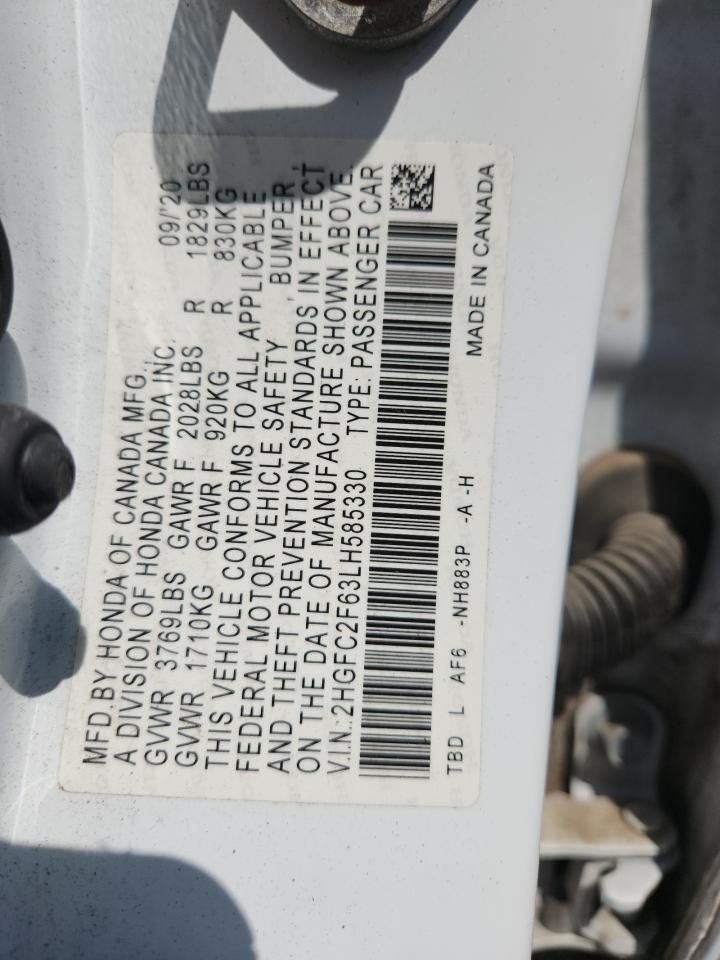 MFD.BY HONDA OF CANADA MFG.,
A DIVISION OF HONDA CANADA INC. 09/'20
GVWR 3769LBS GAWR F 2028LBS R 1829LBS
GVWR 1710KG GAWR F 920KG R 830KG
THIS VEHICLE CONFORMS TO ALL APPLICABLE
FEDERAL MOTOR VEHICLE SAFETY , BUMPER ,
AND THEFT PREVENTION STANDARDS, IN EFFECT
ON THE DATE OF MANUFACTURE SHOWN ABOVE.
V.I.N.:2HGFC2F63LH585330 TYPE: PASSENGER CAR
TBD L AF6 -NH883P -A -H MADE IN CANADA